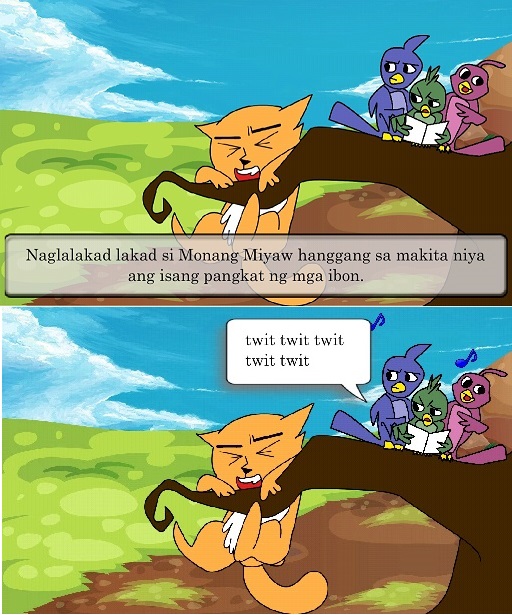 Naglalakad lakad si Monang Miyaw hanggang sa makita niya
ang isang pangkat ng mga ibon.
twit twit twit
twit twit